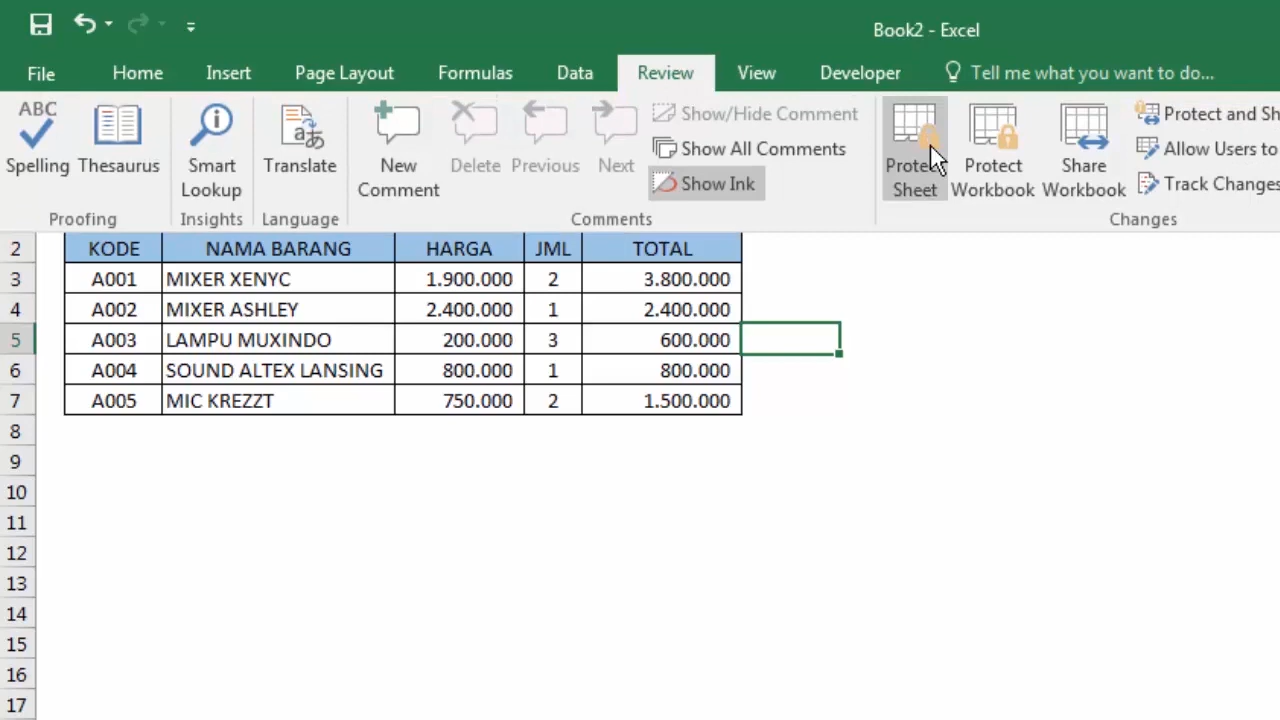 Book2 - Excel
File Home Insert Page Layout Formulas Data Review View Developer Tell me what you want to do...
ABC
Spelling Thesaurus Smart Lookup Translate New Comment Delete Previous Next
Show/Hide Comment
Show All Comments
Show Ink
Protect Sheet Protect Workbook Share Workbook
Protect and Sh
Allow Users to
Track Changes
Proofing Insights Language Comments Changes
2 KODE NAMA BARANG HARGA JML TOTAL
3 A001 MIXER XENYC 1.900.000 2 3.800.000
4 A002 MIXER ASHLEY 2.400.000 1 2.400.000
5 A003 LAMPU MUXINDO 200.000 3 600.000
6 A004 SOUND ALTEX LANSING 800.000 1 800.000
7 A005 MIC KREZZT 750.000 2 1.500.000
8
9
10
11
12
13
14
15
16
17